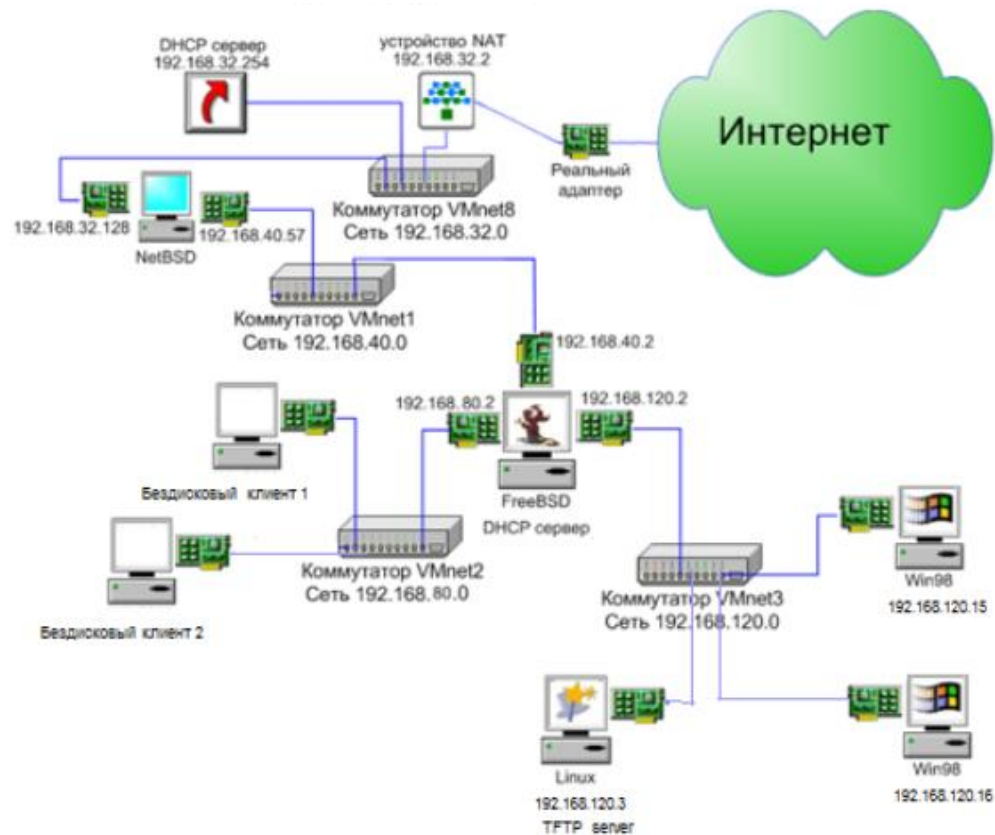 DHCP сервер
192.168.32.254
устройство NAT
192.168.32.2
Интернет
Реальный
адаптер
Коммутатор VMnet8
Сеть 192.168.32.0
192.168.32.128
192.168.40.57
NetBSD
Коммутатор VMnet1
Сеть 192.168.40.0
192.168.40.2
192.168.80.2
192.168.120.2
FreeBSD
DHCP сервер
Бездисковый клиент 1
Коммутатор VMnet2
Сеть 192.168.80.0
Бездисковый клиент 2
Коммутатор VMnet3
Сеть 192.168.120.0
Win98
192.168.120.15
Linux
192.168.120.3
TFTP server
Win98
192.168.120.16